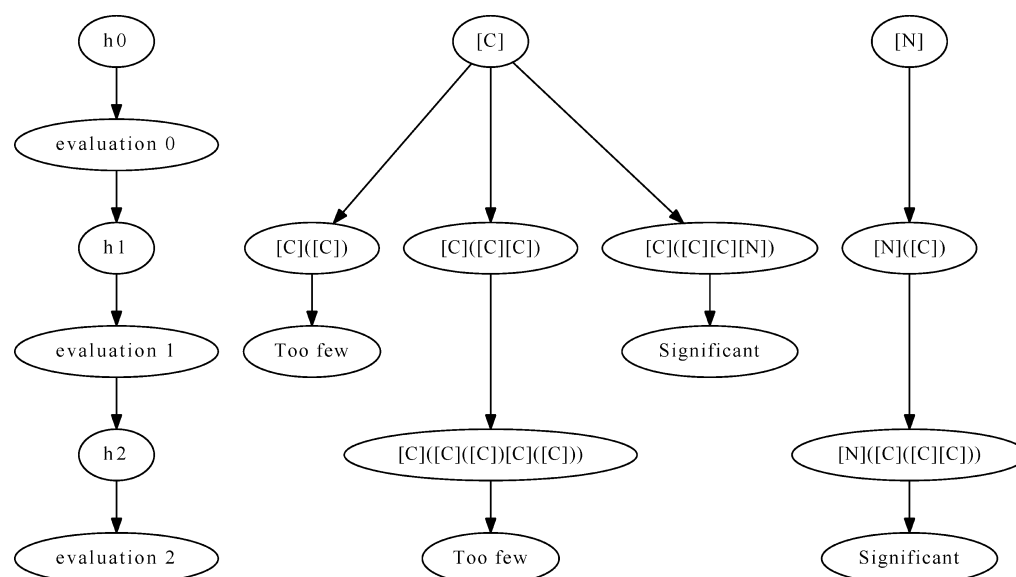 h0
[C]
[N]
evaluation 0
h1
[C]([C])
[C]([C][C])
[C]([C][C][N])
[N]([C])
evaluation 1
Too few
Significant
h2
[C]([C]([C])[C]([C]))
[N]([C]([C][C]))
evaluation 2
Too few
Significant